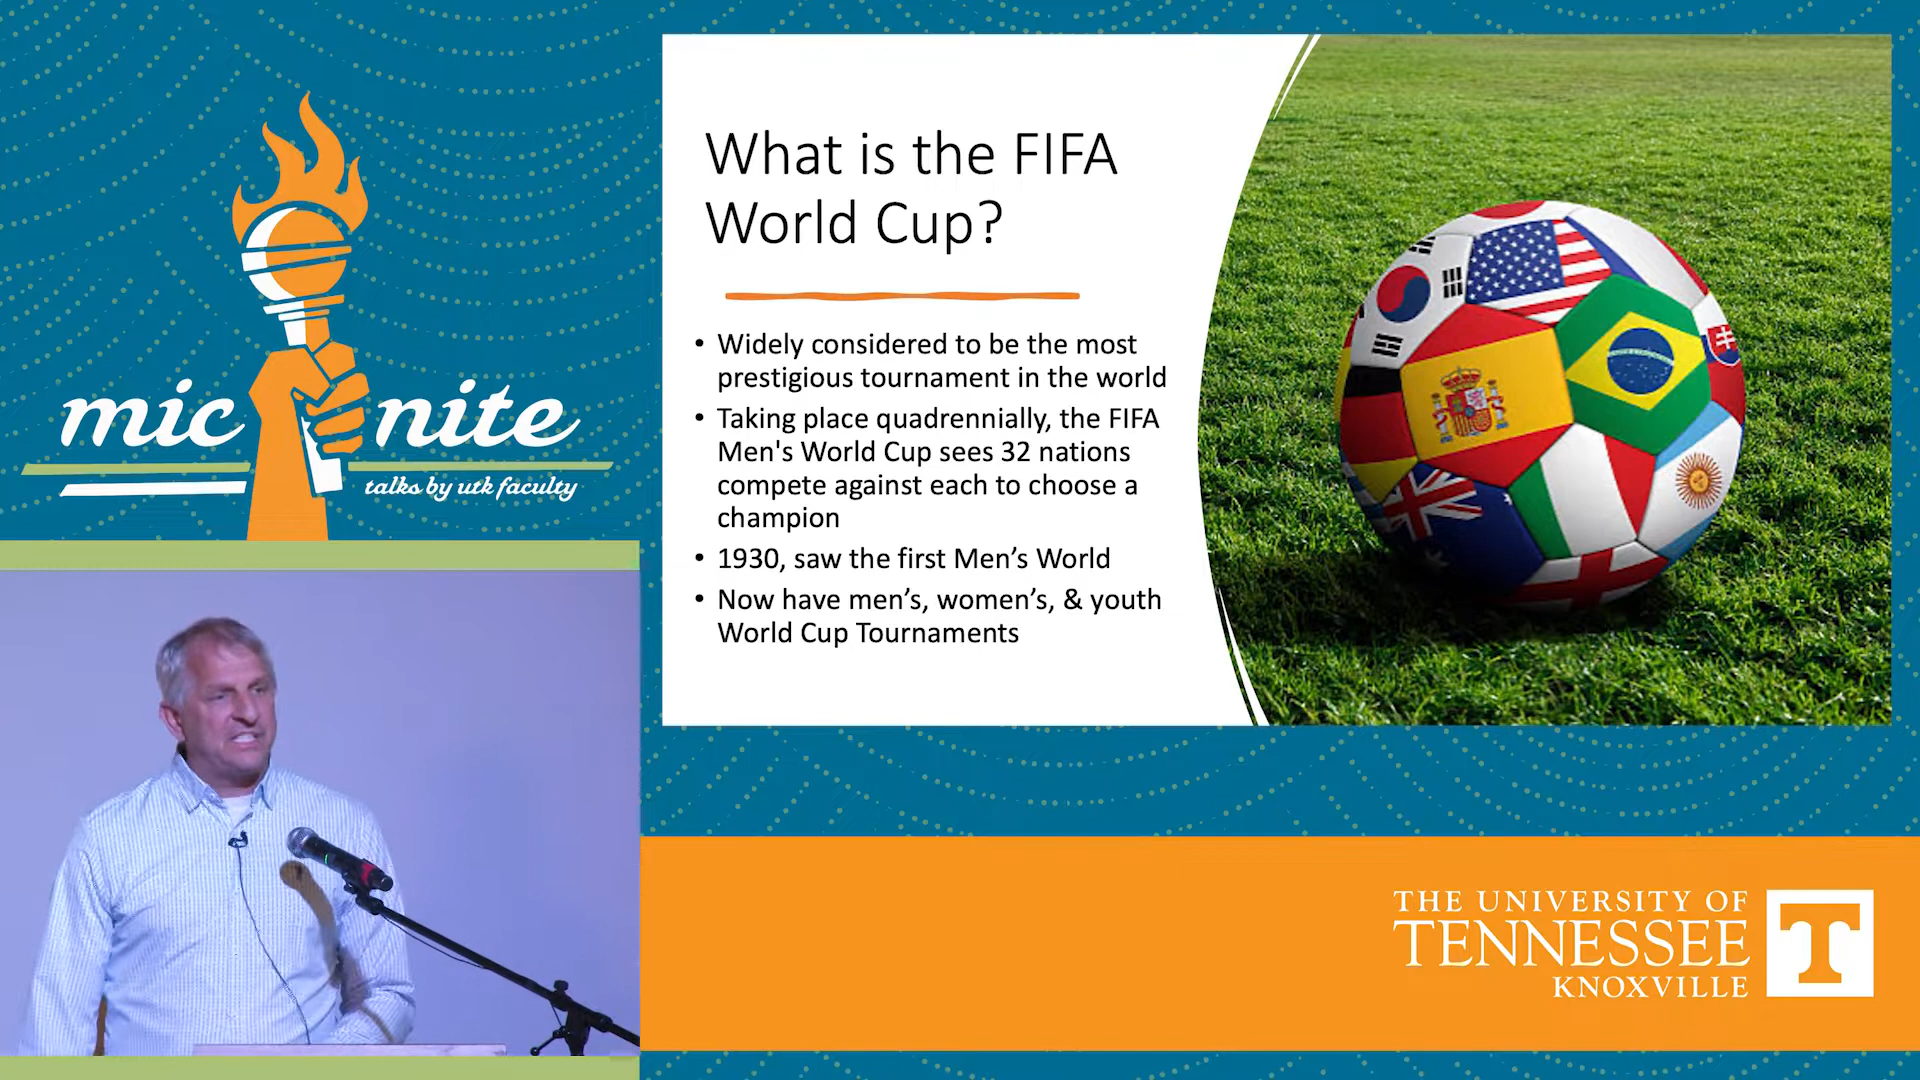 mic nite
talks by utk faculty
What is the FIFA
World Cup?
• Widely considered to be the most
prestigious tournament in the world
• Taking place quadrennially, the FIFA
Men's World Cup sees 32 nations
compete against each to choose a
champion
• 1930, saw the first Men’s World
• Now have men’s, women’s, & youth
World Cup Tournaments
THE UNIVERSITY OF
TENNESSEE
KNOXVILLE
T